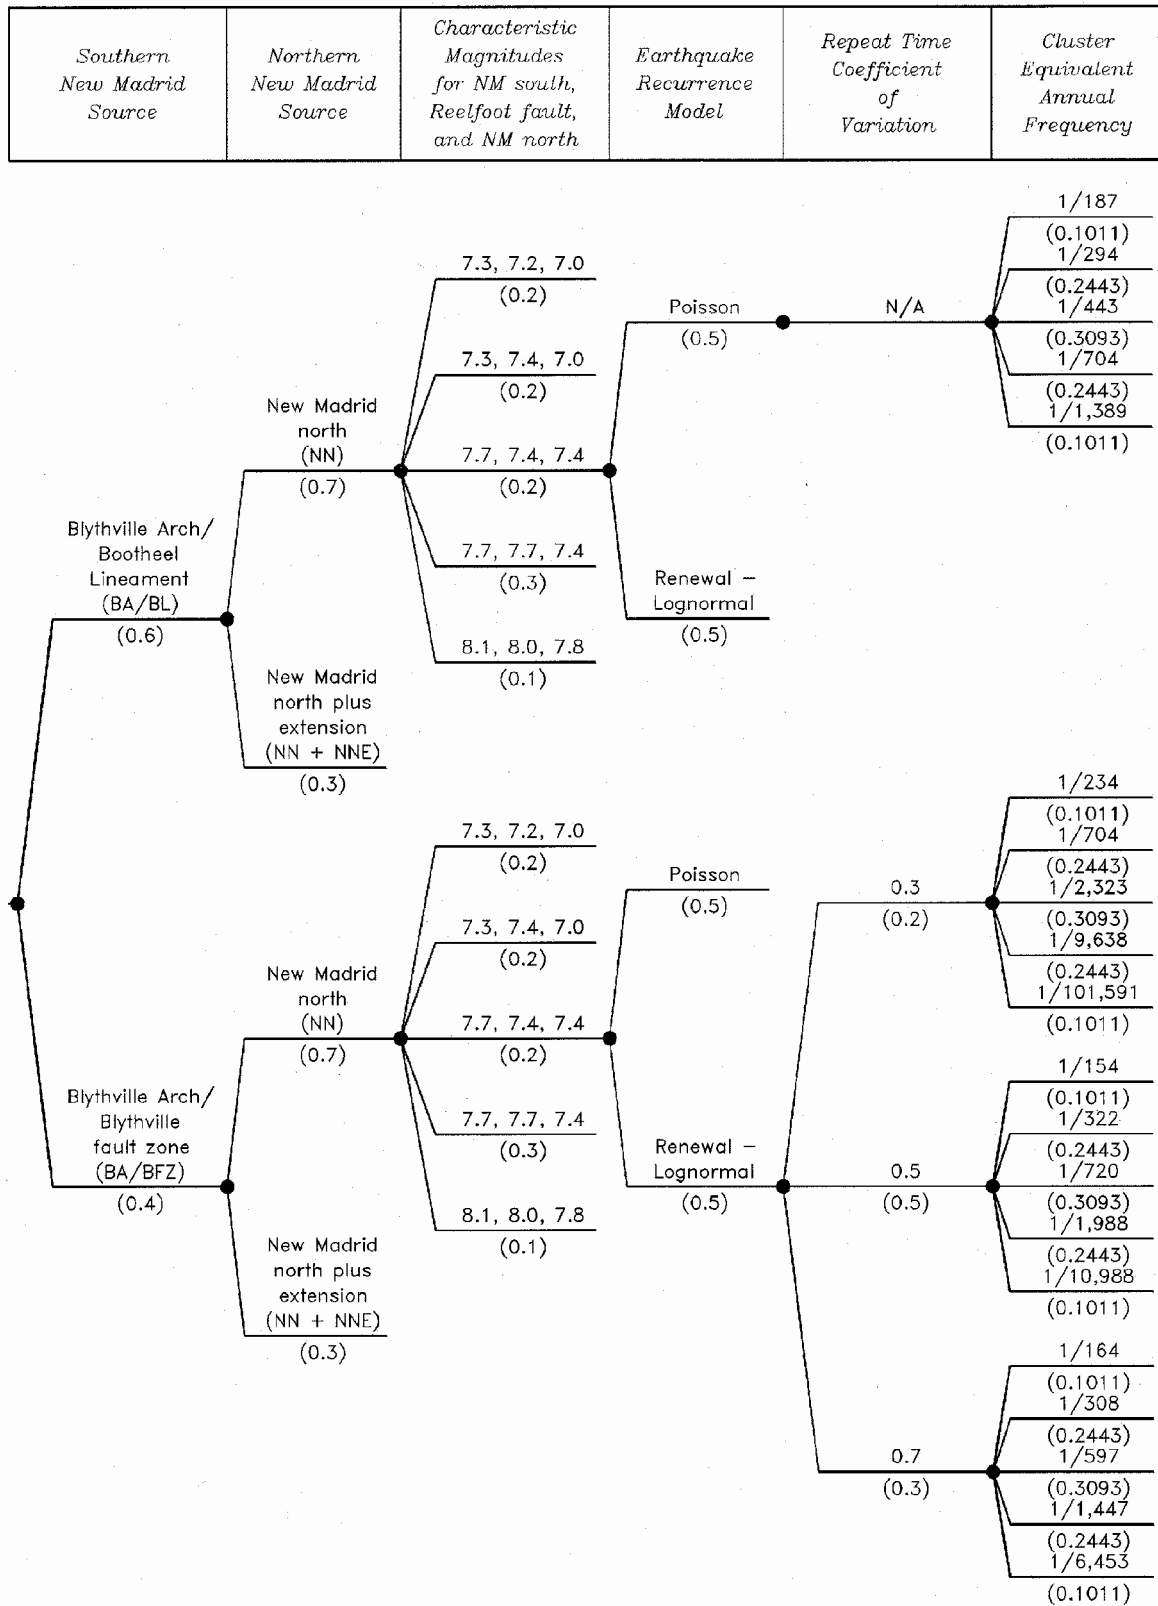 Southern
New Madrid
Source
Northern
New Madrid
Source
Characteristic
Magnitudes
for NM south,
Reelfoot fault,
and NM north
Earthquake
Recurrence
Model
Repeat Time
Coefficient
of
Variation
Cluster
Equivalent
Annual
Frequency
Blythville Arch/
Bootheel
Lineament
(BA/BL)
(0.6)
New Madrid
north
(NN)
(0.7)
New Madrid
north plus
extension
(NN + NNE)
(0.3)
7.3, 7.2, 7.0
(0.2)
7.3, 7.4, 7.0
(0.2)
7.7, 7.4, 7.4
(0.2)
7.7, 7.7, 7.4
(0.3)
8.1, 8.0, 7.8
(0.1)
Poisson
(0.5)
Renewal –
Lognormal
(0.5)
N/A
1/187
(0.1011)
1/294
(0.2443)
1/443
(0.3093)
1/704
(0.2443)
1/1,389
(0.1011)
Blythville Arch/
Blythville
fault zone
(BA/BFZ)
(0.4)
New Madrid
north
(NN)
(0.7)
New Madrid
north plus
extension
(NN + NNE)
(0.3)
7.3, 7.2, 7.0
(0.2)
7.3, 7.4, 7.0
(0.2)
7.7, 7.4, 7.4
(0.2)
7.7, 7.7, 7.4
(0.3)
8.1, 8.0, 7.8
(0.1)
Poisson
(0.5)
Renewal –
Lognormal
(0.5)
0.3
(0.2)
1/234
(0.1011)
1/704
(0.2443)
1/2,323
(0.3093)
1/9,638
(0.2443)
1/101,591
(0.1011)
0.5
(0.5)
1/154
(0.1011)
1/322
(0.2443)
1/720
(0.3093)
1/1,988
(0.2443)
1/10,988
(0.1011)
0.7
(0.3)
1/164
(0.1011)
1/308
(0.2443)
1/597
(0.3093)
1/1,447
(0.2443)
1/6,453
(0.1011)